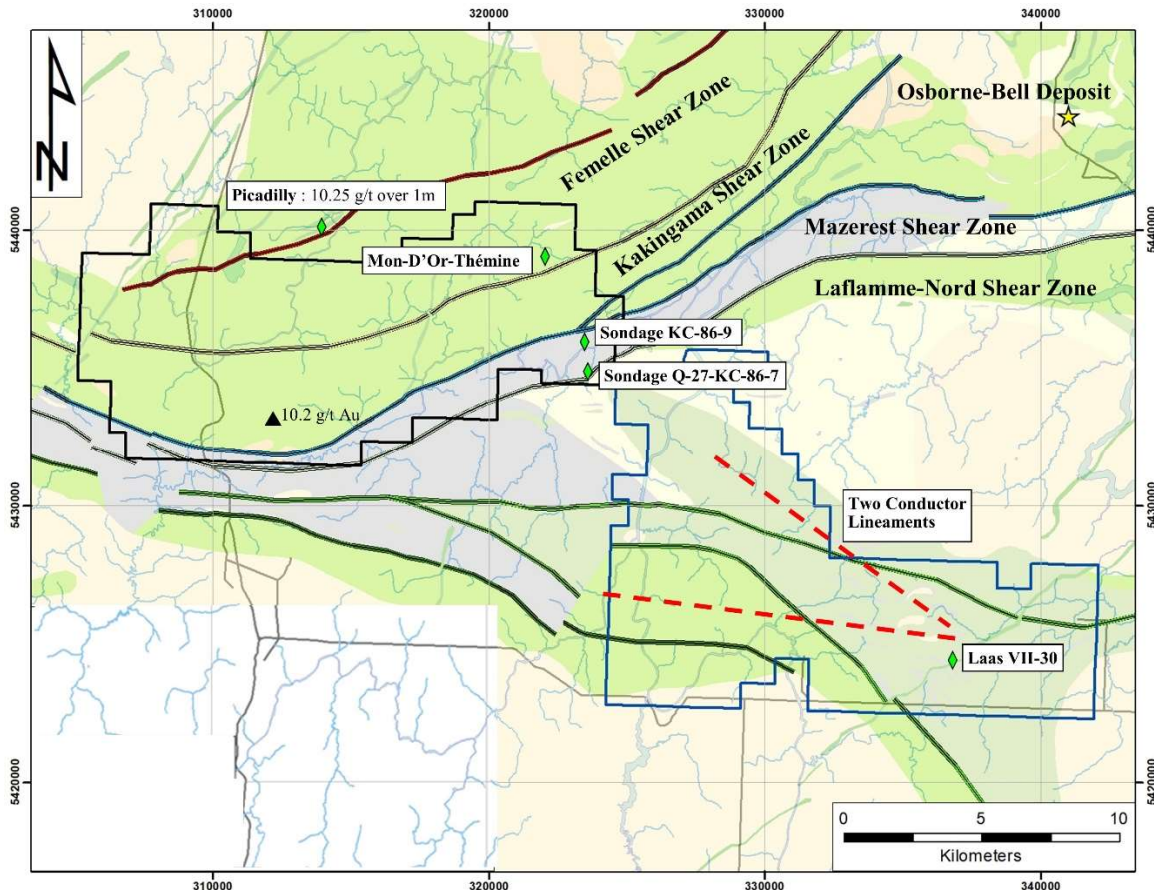 310000
320000
330000
340000
N
Osborne-Bell Deposit
Femelle Shear Zone
Picadilly : 10.25 g/t over 1m
Kakingama Shear Zone
5440000
5440000
Mazerest Shear Zone
Mon-D'Or-Thémine
Laflamme-Nord Shear Zone
Sondage KC-86-9
Sondage Q-27-KC-86-7
10.2 g/t Au
5430000
5430000
Two Conductor
Lineaments
Laas VII-30
5420000
5420000
0
5
10
Kilometers
310000
320000
330000
340000